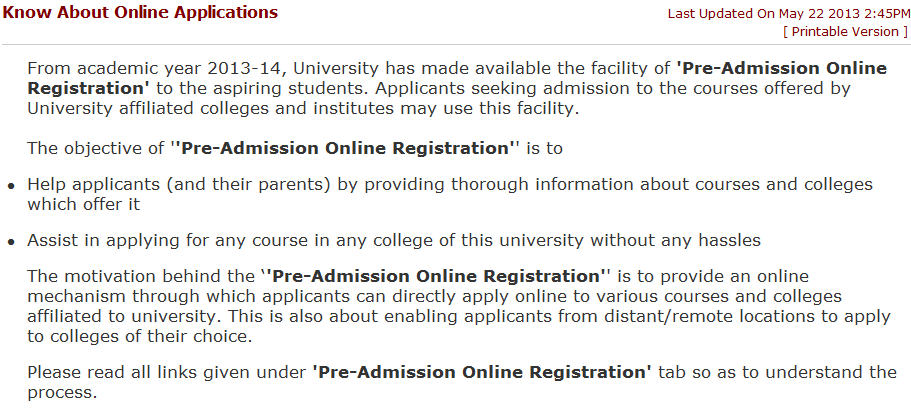 Know About Online Applications
Last Updated On May 22 2013 2:45PM
[ Printable Version ]
From academic year 2013-14, University has made available the facility of 'Pre-Admission Online
Registration' to the aspiring students. Applicants seeking admission to the courses offered by
University affiliated colleges and institutes may use this facility.
The objective of ''Pre-Admission Online Registration'' is to
• Help applicants (and their parents) by providing thorough information about courses and colleges
which offer it
• Assist in applying for any course in any college of this university without any hassles
The motivation behind the ‘'Pre-Admission Online Registration'' is to provide an online
mechanism through which applicants can directly apply online to various courses and colleges
affiliated to university. This is also about enabling applicants from distant/remote locations to apply
to colleges of their choice.
Please read all links given under 'Pre-Admission Online Registration' tab so as to understand the
process.